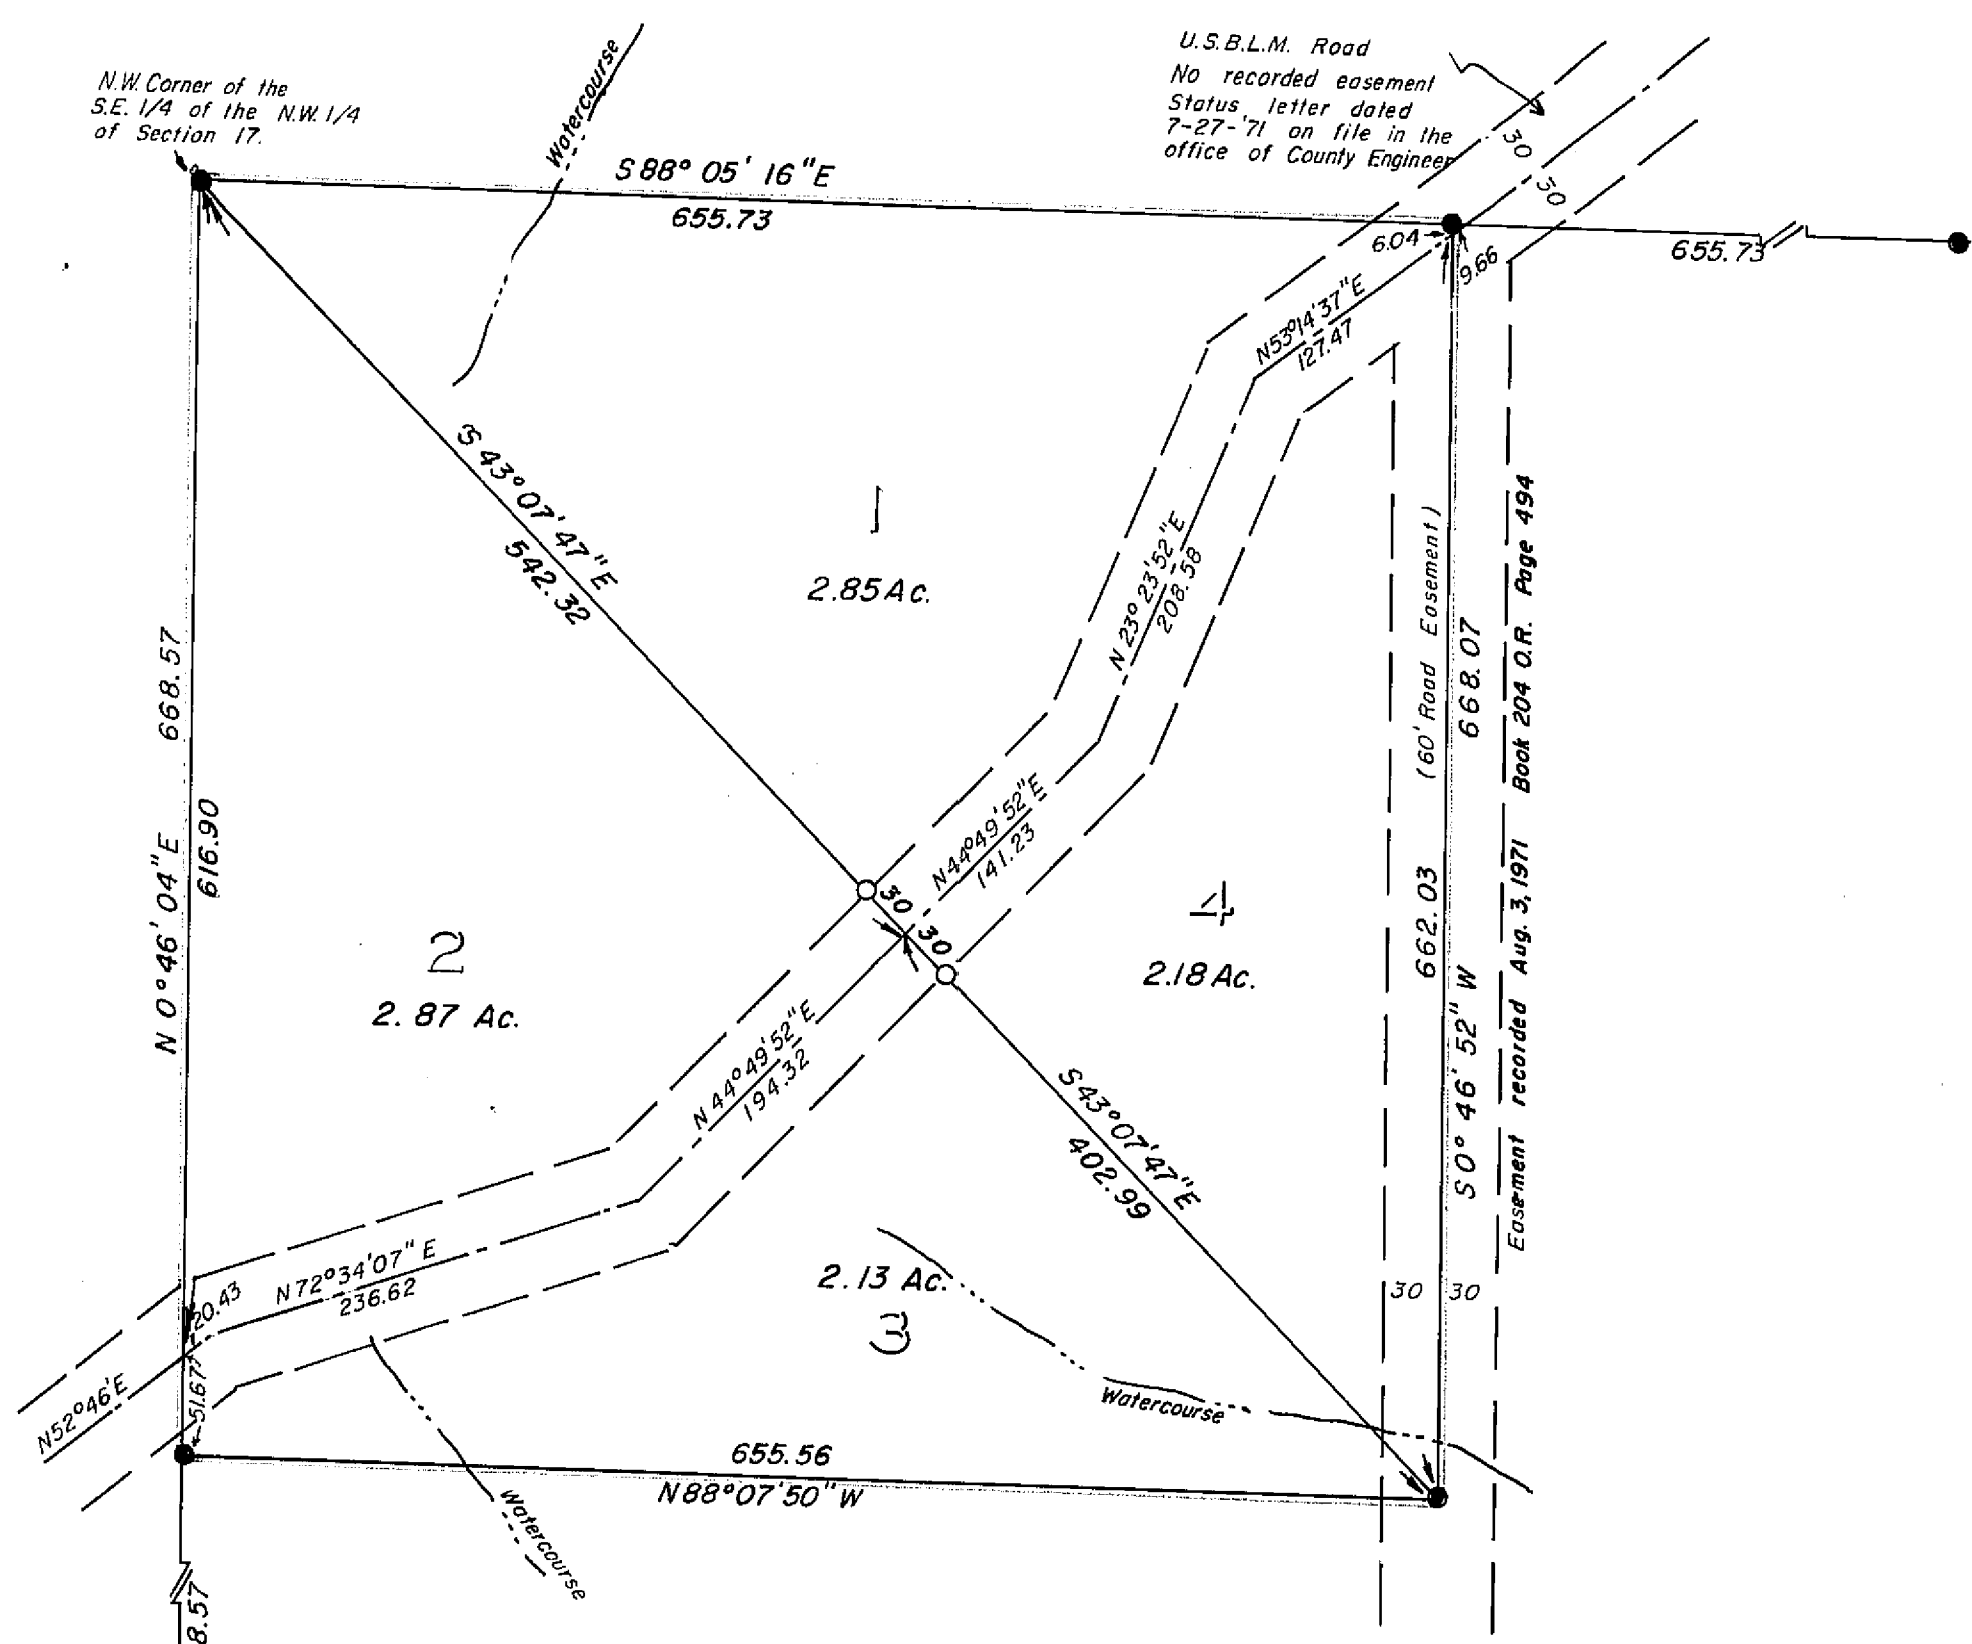 U.S.B.L.M. Road
No recorded easement
Status letter dated
7-27-'71 on file in the
office of County Engineer
N.W. Corner of the
S.E. 1/4 of the N.W. 1/4
of Section 17.
Watercourse
S 88° 05' 16" E
655.73
30
30
6.04
9.66
655.73
N 53° 14' 37" E
127.47
S 43° 07' 47" E
542.32
1
2.85 Ac.
N 23° 23' 52" E
208.58
(60' Road Easement)
668.07
662.03
S 0° 46' 52" W
Easement recorded Aug. 3, 1971 Book 204 O.R. Page 494
N 0° 46' 04" E 668.57
616.90
N 44° 49' 52" E
141.23
30
30
2
2.87 Ac.
4
2.18 Ac.
N 44° 49' 52" E
194.32
S 43° 07' 47" E
402.99
N 72° 34' 07" E
236.62
20.43
51.67
N 52° 46' E
2.13 Ac.
3
30
30
Watercourse
655.56
N 88° 07' 50" W
Watercourse
8.57